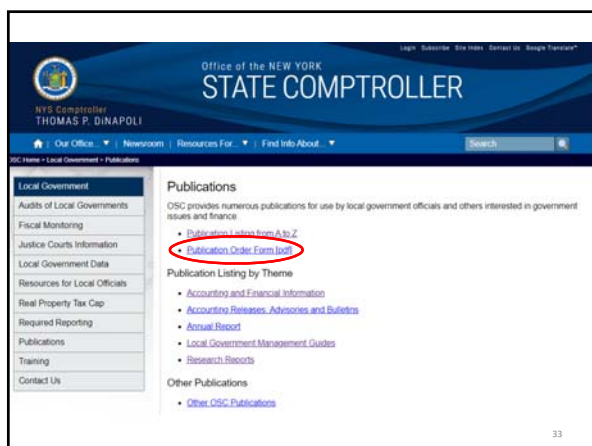 Login Subscribe Site Index Contact Us Google Translate™
Office of the NEW YORK
STATE COMPTROLLER
NYS Comptroller
THOMAS P. DiNAPOLI
Our Office... ▼ | Newsroom | Resources For... ▼ | Find Info About... ▼ Search
OSC Home > Local Government > Publications
Local Government
Audits of Local Governments
Fiscal Monitoring
Justice Courts Information
Local Government Data
Resources for Local Officials
Real Property Tax Cap
Required Reporting
Publications
Training
Contact Us
Publications
OSC provides numerous publications for use by local government officials and others interested in government
issues and finance.
• Publication Listing from A to Z
• Publication Order Form [pdf]
Publication Listing by Theme
• Accounting and Financial Information
• Accounting Releases, Advisories and Bulletins
• Annual Report
• Local Government Management Guides
• Research Reports
Other Publications
• Other OSC Publications
33